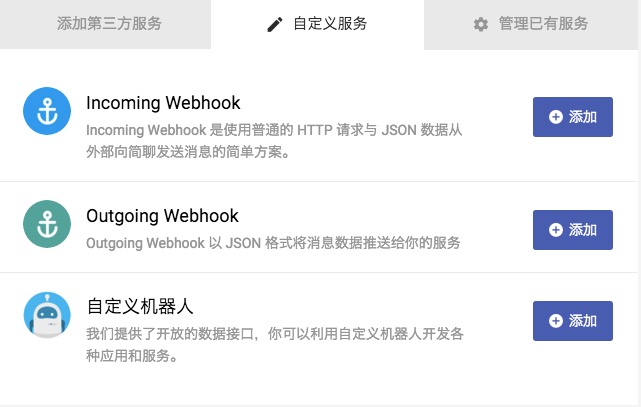 添加第三方服务
自定义服务
管理已有服务
Incoming Webhook
Incoming Webhook 是使用普通的 HTTP 请求与 JSON 数据从
外部向简聊发送消息的简单方案。
添加
Outgoing Webhook
Outgoing Webhook 以 JSON 格式将消息数据推送给你的服务
添加
自定义机器人
我们提供了开放的数据接口，你可以利用自定义机器人开发各
种应用和服务。
添加